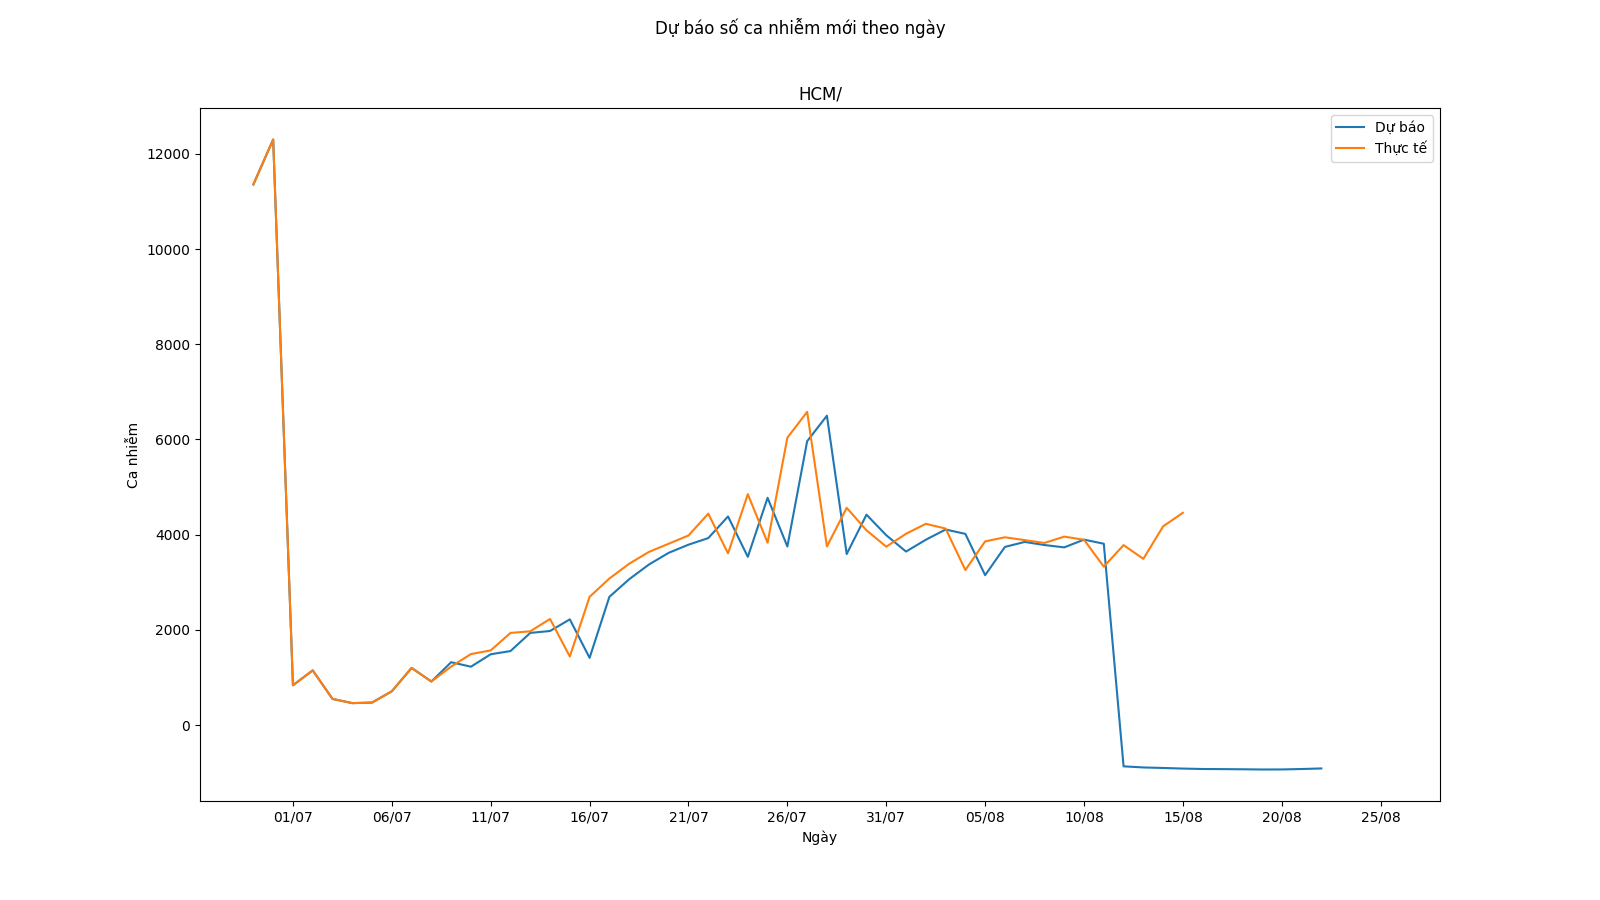 Dự báo số ca nhiễm mới theo ngày
HCM/
Dự báo
Thực tế
12000
10000
8000
6000
4000
2000
0
Ca nhiễm
01/07 06/07 11/07 16/07 21/07 26/07 31/07 05/08 10/08 15/08 20/08 25/08
Ngày